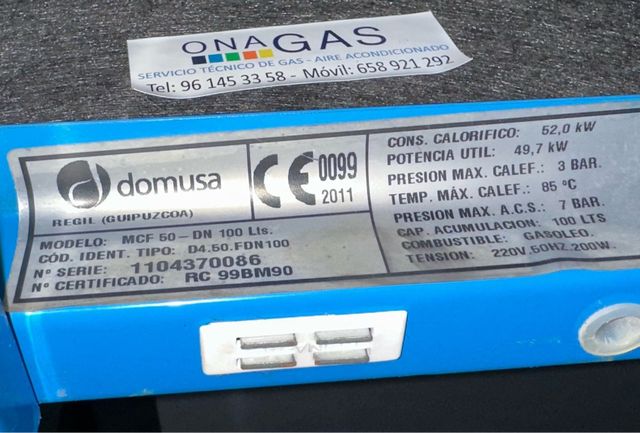 ONAGAS
SERVICIO TÉCNICO DE GAS - AIRE ACONDICIONADO
Tel: 96 145 33 58 - Móvil: 658 921 292
domusa
REGIL (GUIPUZCOA)
CE 0099
2011
MODELO: MCF 50 - DN 100 Lts.
CÓD. IDENT. TIPO: D4.50.FDN100
Nº SERIE: 1104370086
Nº CERTIFICADO: RC 99BM90
CONS. CALORIFICO: 52,0 kW
POTENCIA UTIL: 49,7 kW
PRESION MAX. CALEF.: 3 BAR.
TEMP. MÁX. CALEF.: 85 ºC
PRESION MAX. A.C.S.: 7 BAR.
CAP. ACUMULACION: 100 LTS
COMBUSTIBLE: GASOLEO.
TENSION: 220V,50HZ,200W.